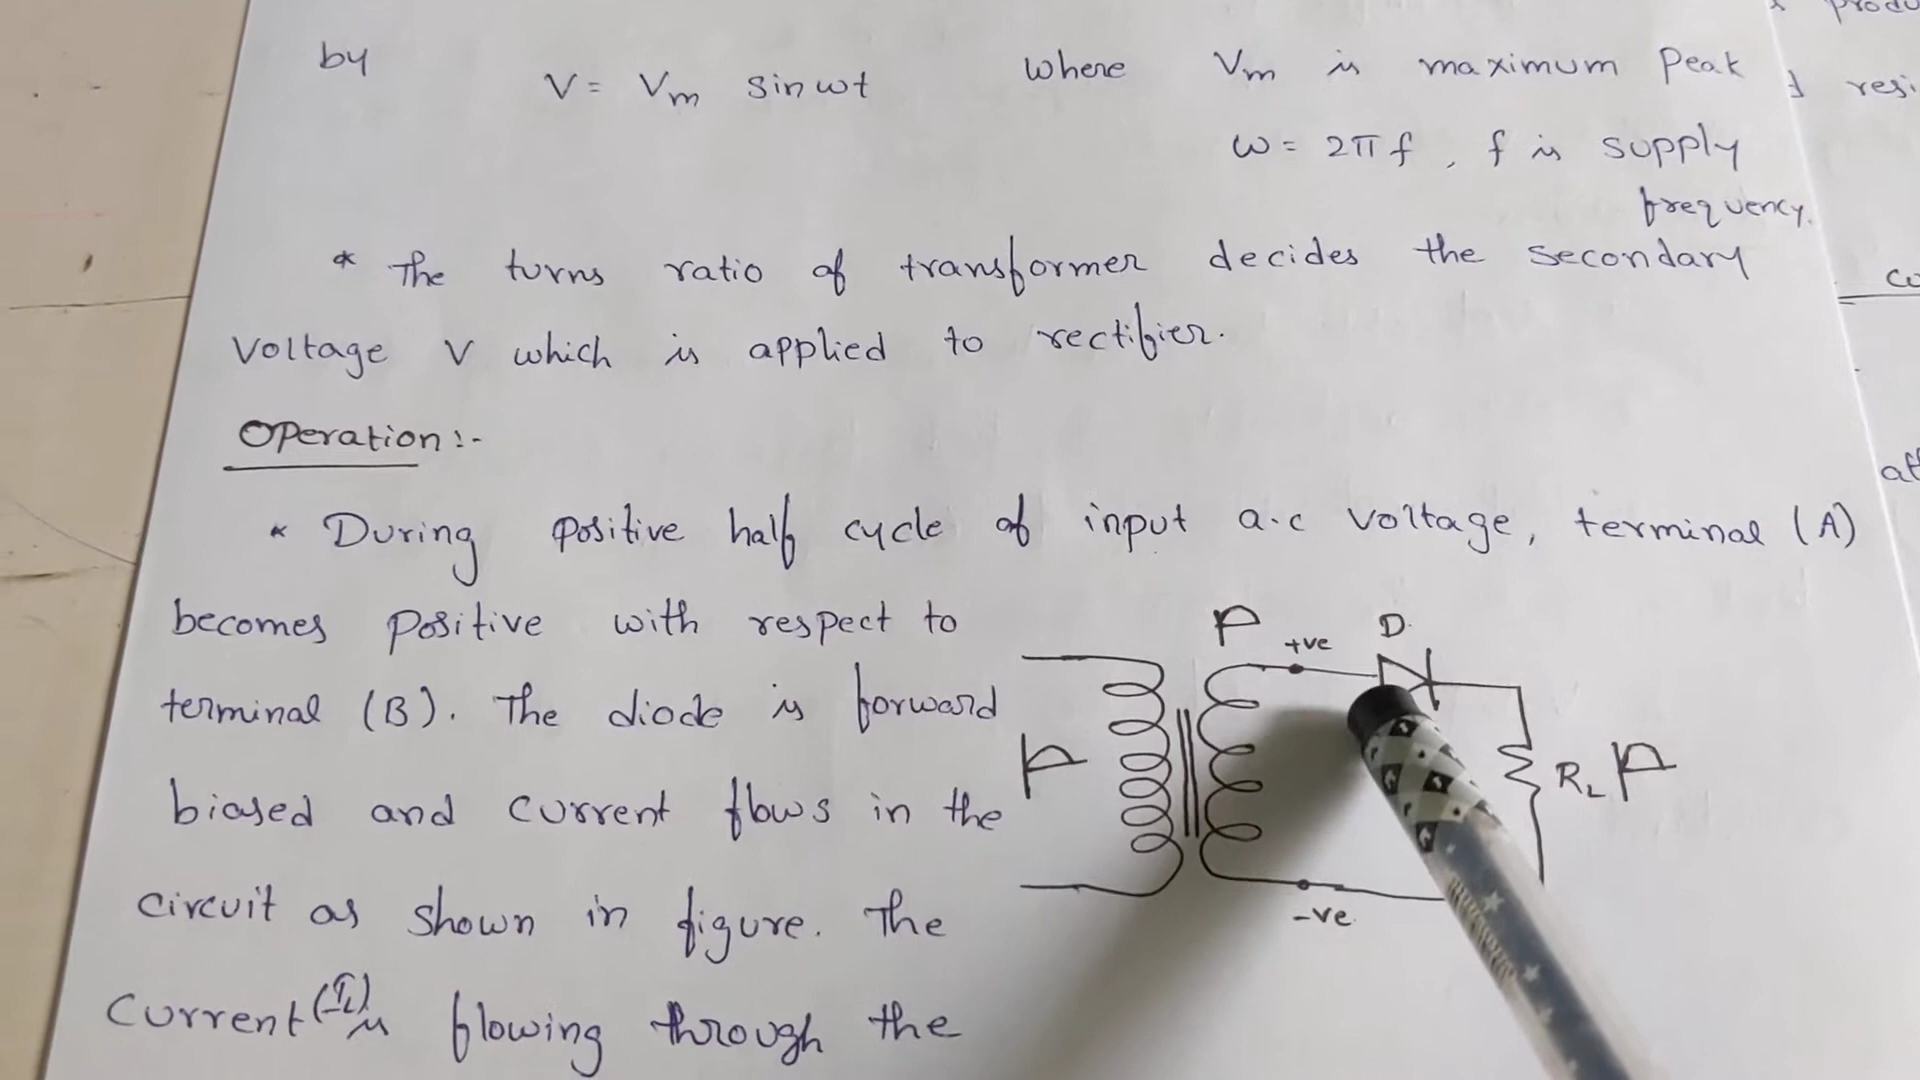 by
V = Vm sin wt where Vm is maximum Peak
ω = 2πf, f is supply
frequency.
* The turns ratio of transformer decides the secondary
voltage V which is applied to rectifier.
Operation :-
* During positive half cycle of input a.c voltage, terminal (A)
becomes positive with respect to
terminal (B). The diode is forward
biased and current flows in the
circuit as shown in figure. The
current (IL) is flowing through the
+ve
D
RL
-ve
resi